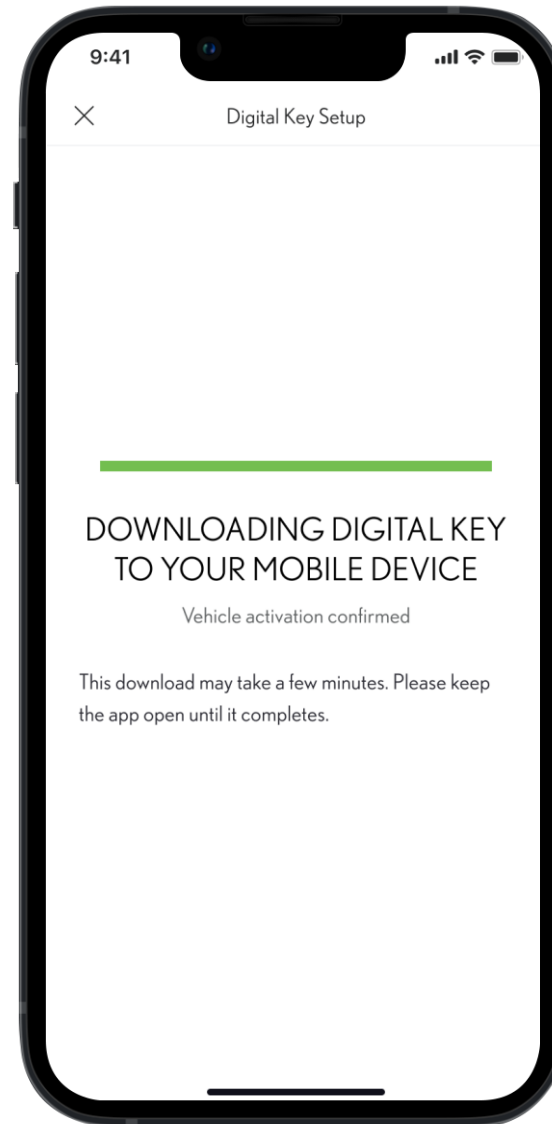 9:41
Digital Key Setup
DOWNLOADING DIGITAL KEY
TO YOUR MOBILE DEVICE
Vehicle activation confirmed
This download may take a few minutes. Please keep
the app open until it completes.